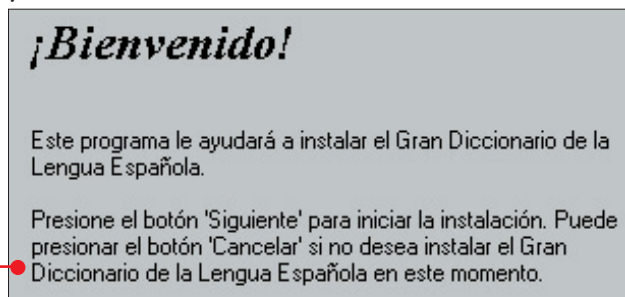 ¡Bienvenido!
Este programa le ayudará a instalar el Gran Diccionario de la
Lengua Española.
Presione el botón 'Siguiente' para iniciar la instalación. Puede
presionar el botón 'Cancelar' si no desea instalar el Gran
Diccionario de la Lengua Española en este momento.